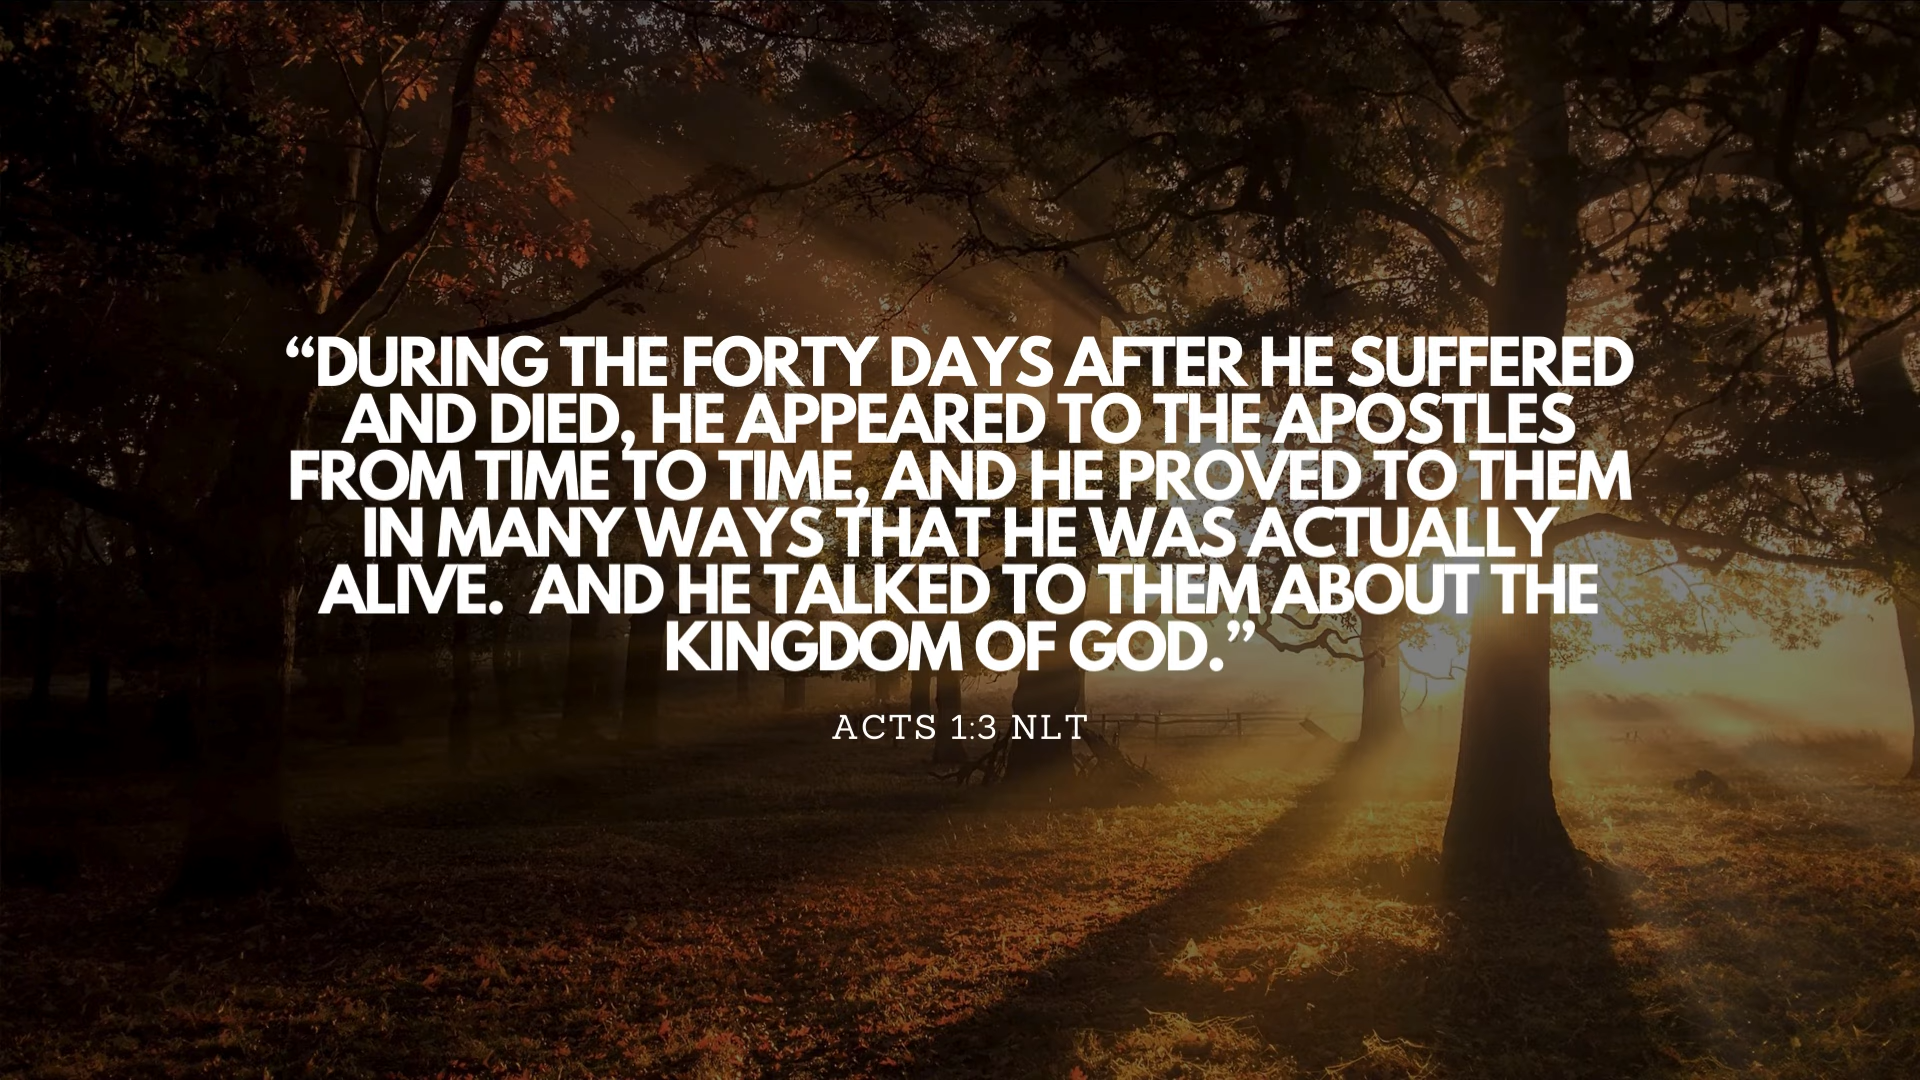 “DURING THE FORTY DAYS AFTER HE SUFFERED
AND DIED, HE APPEARED TO THE APOSTLES
FROM TIME TO TIME, AND HE PROVED TO THEM
IN MANY WAYS THAT HE WAS ACTUALLY
ALIVE.  AND HE TALKED TO THEM ABOUT THE
KINGDOM OF GOD.”
ACTS 1:3 NLT